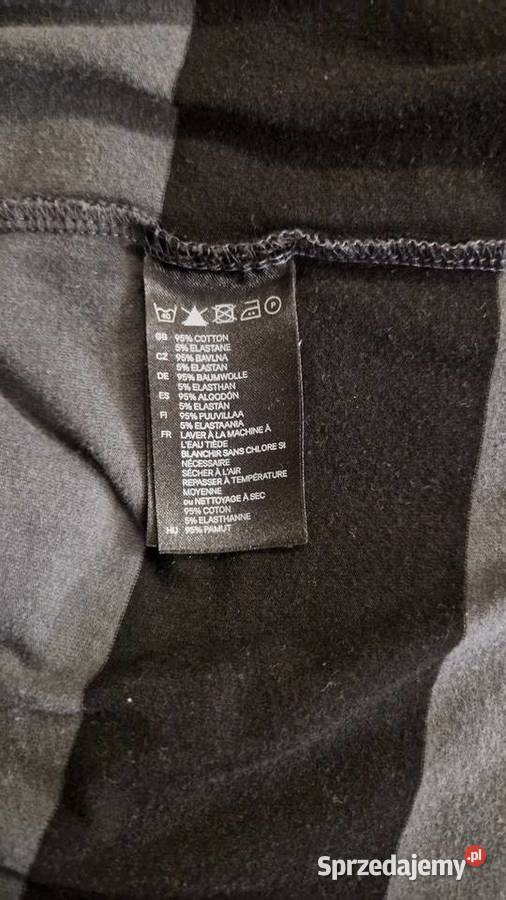 40 P
GB 95% COTTON
5% ELASTANE
CZ 95% BAVLNA
5% ELASTAN
DE 95% BAUMWOLLE
5% ELASTHAN
ES 95% ALGODÓN
5% ELASTÁN
FI 95% PUUVILLAA
5% ELASTAANIA
FR LAVER À LA MACHINE À
L'EAU TIÈDE
BLANCHIR SANS CHLORE SI
NÉCESSAIRE
SÉCHER À L'AIR
REPASSER À TEMPÉRATURE
MOYENNE
ou NETTOYAGE À SEC
95% COTON
5% ELASTHANNE
HU 95% PAMUT
Sprzedajemy.pl